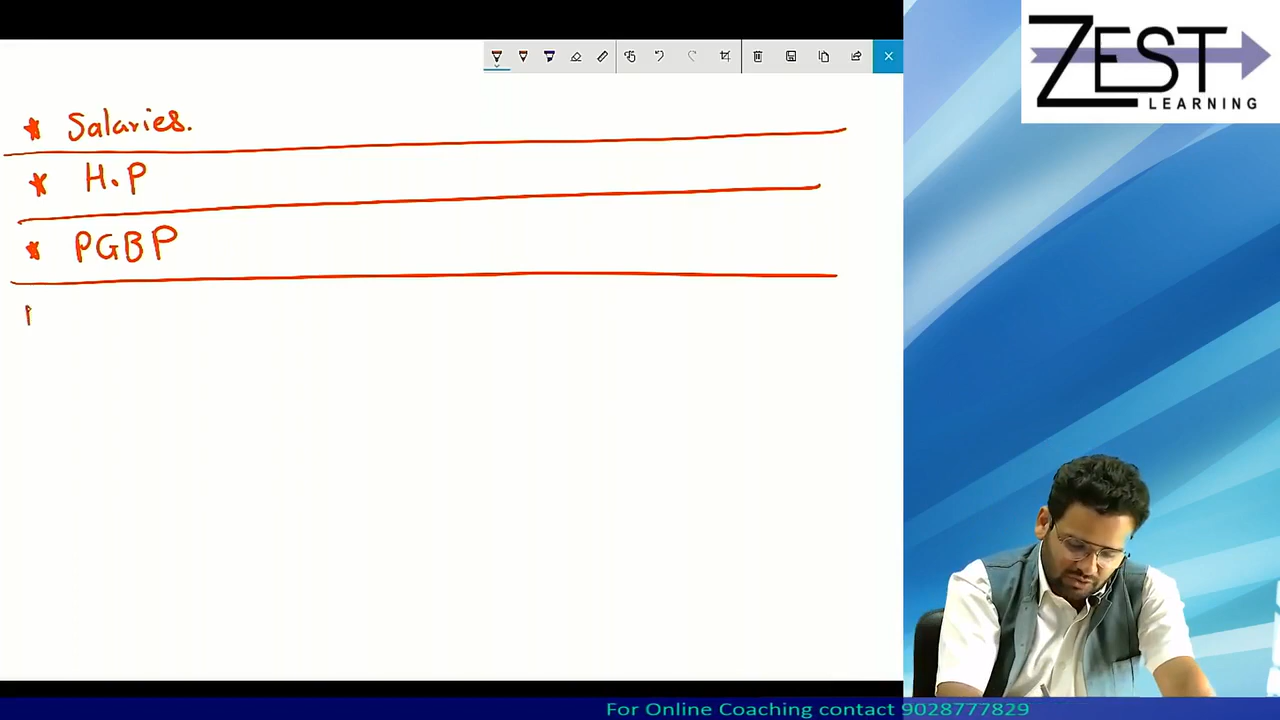 ★ Salaries.
★ H.P
★ PGBP
ZEST
LEARNING
For Online Coaching contact 9028777829